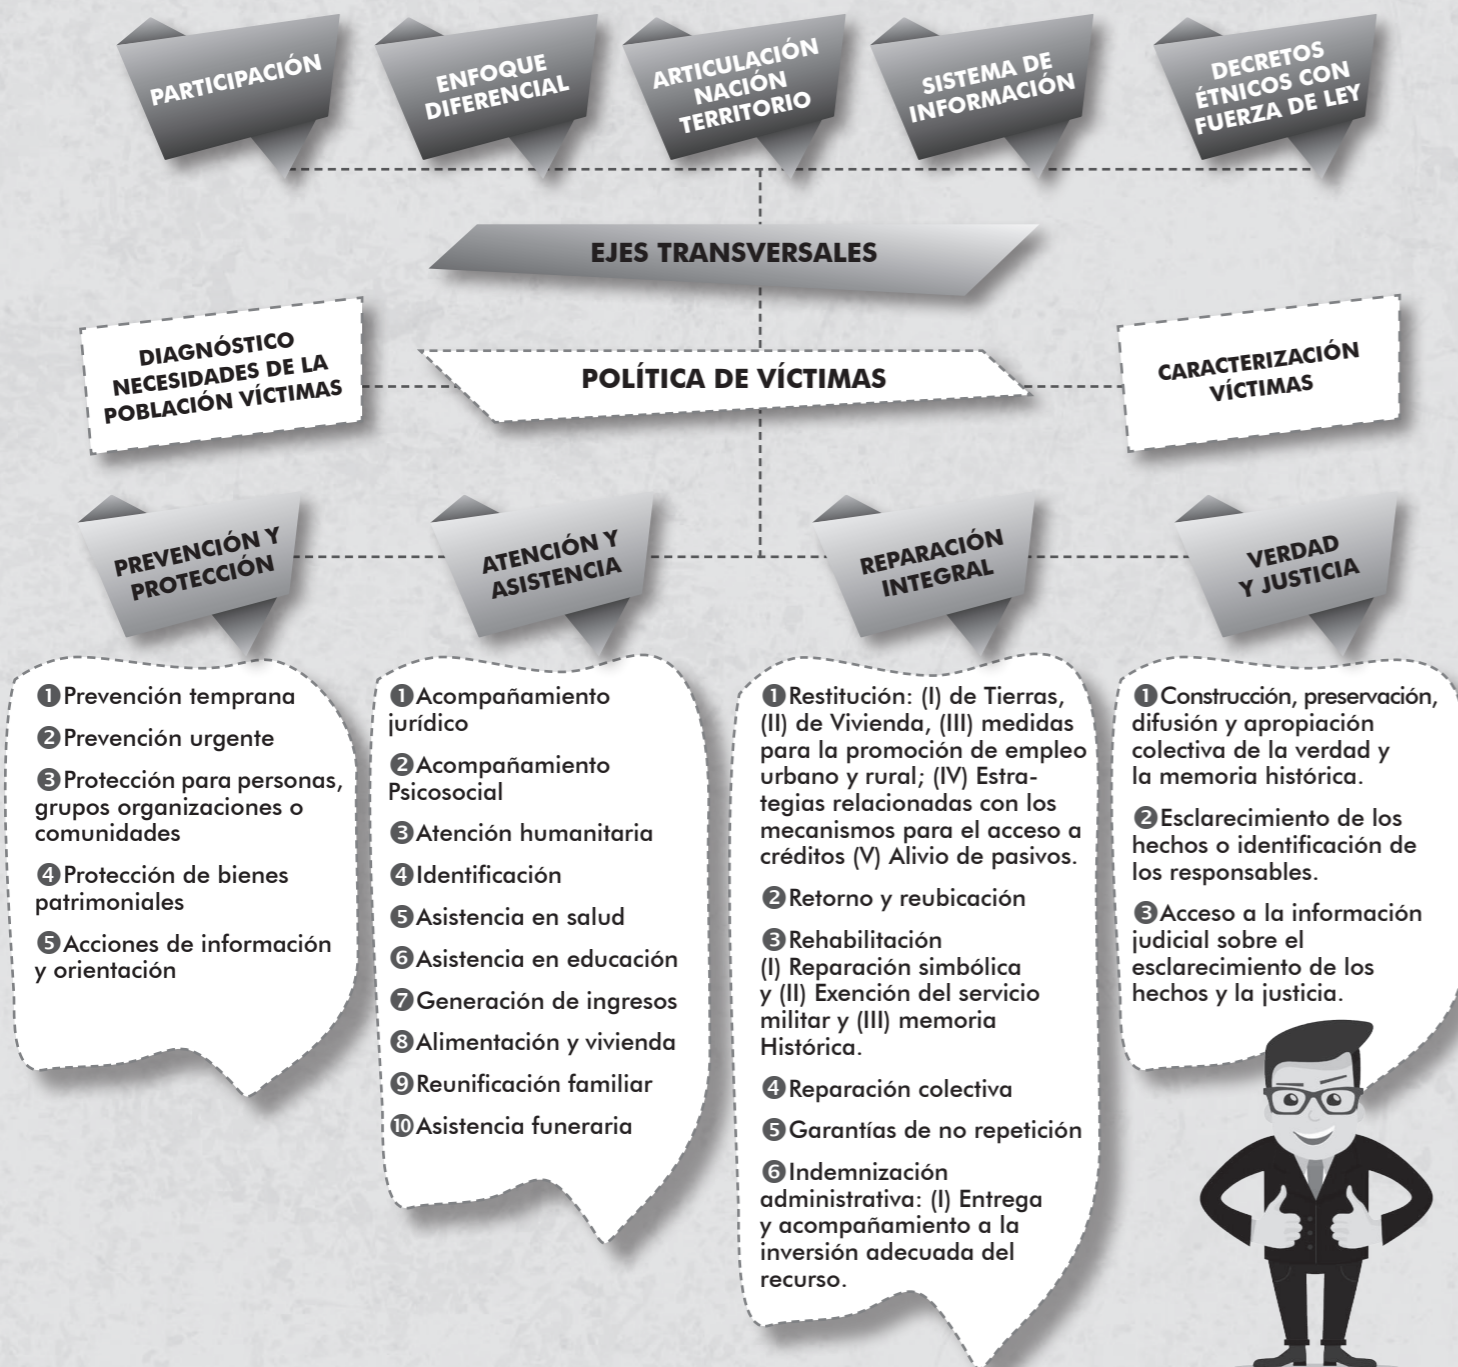 PARTICIPACIÓN
ENFOQUE
DIFERENCIAL
ARTICULACIÓN
NACIÓN
TERRITORIO
SISTEMA DE
INFORMACIÓN
DECRETOS
ÉTNICOS CON
FUERZA DE LEY
EJES TRANSVERSALES
DIAGNÓSTICO
NECESIDADES DE LA
POBLACIÓN VÍCTIMAS
POLÍTICA DE VÍCTIMAS
CARACTERIZACIÓN
VÍCTIMAS
PREVENCIÓN Y
PROTECCIÓN
❶Prevención temprana
❷Prevención urgente
❸Protección para personas,
grupos organizaciones o
comunidades
❹Protección de bienes
patrimoniales
❺Acciones de información
y orientación
ATENCIÓN Y
ASISTENCIA
❶Acompañamiento
jurídico
❷Acompañamiento
Psicosocial
❸Atención humanitaria
❹Identificación
❺Asistencia en salud
❻Asistencia en educación
❼Generación de ingresos
❽Alimentación y vivienda
❾Reunificación familiar
❿Asistencia funeraria
REPARACIÓN
INTEGRAL
❶Restitución: (I) de Tierras,
(II) de Vivienda, (III) medidas
para la promoción de empleo
urbano y rural; (IV) Estra-
tegias relacionadas con los
mecanismos para el acceso a
créditos (V) Alivio de pasivos.
❷Retorno y reubicación
❸Rehabilitación
(I) Reparación simbólica
y (II) Exención del servicio
militar y (III) memoria
Histórica.
❹Reparación colectiva
❺Garantías de no repetición
❻Indemnización
administrativa: (I) Entrega
y acompañamiento a la
inversión adecuada del
recurso.
VERDAD
Y JUSTICIA
❶Construcción, preservación,
difusión y apropiación
colectiva de la verdad y
la memoria histórica.
❷Esclarecimiento de los
hechos o identificación de
los responsables.
❸Acceso a la información
judicial sobre el
esclarecimiento de los
hechos y la justicia.